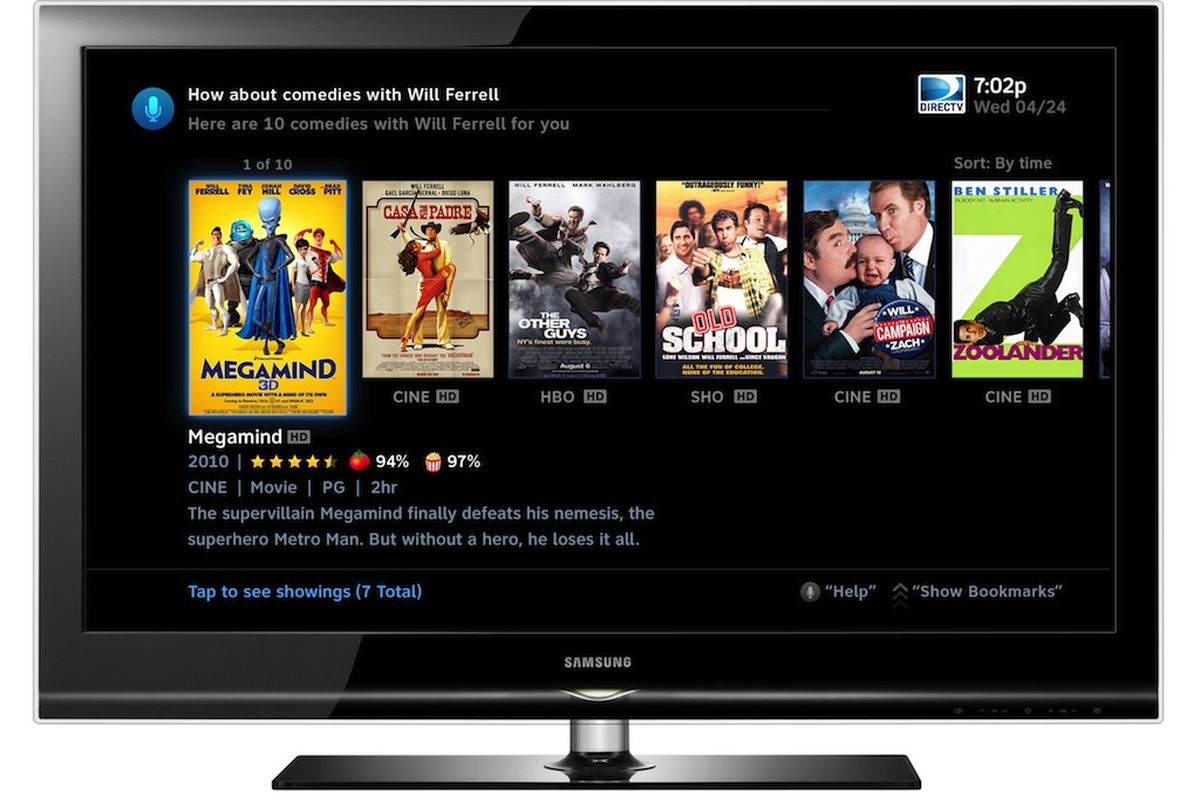 How about comedies with Will Ferrell
Here are 10 comedies with Will Ferrell for you
DIRECTV
7:02p
Wed 04/24
1 of 10
Sort: By time
WILL FERRELL TINA FEY JONAH HILL DAVID CROSS AND BRAD PITT
MEGAMIND
3D
A SUPERHERO MOVIE WITH A MIND OF ITS OWN
WILL FERRELL
GAEL GARCIA BERNAL · DIEGO LUNA
CASA DE MI PADRE
CINE HD
WILL FERRELL MARK WAHLBERG
THE
OTHER
GUYS
NY's finest were busy.
August 6
HBO HD
"OUTRAGEOUSLY FUNNY!"
OLD
SCHOOL
LUKE WILSON WILL FERRELL AND VINCE VAUGHN
ALL THE FUN OF COLLEGE.
NONE OF THE EDUCATION.
SHO HD
WILL
FERRELL
CAMPAIGN
ZACH
AUGUST 10
CINE HD
BEN STILLER
3% BODY FAT. 1% BRAIN ACTIVITY.
Z
ZOOLANDER
CINE HD
Megamind HD
2010 | 94% 97%
CINE | Movie | PG | 2hr
The supervillain Megamind finally defeats his nemesis, the
superhero Metro Man. But without a hero, he loses it all.
Tap to see showings (7 Total)
"Help"
"Show Bookmarks"
SAMSUNG